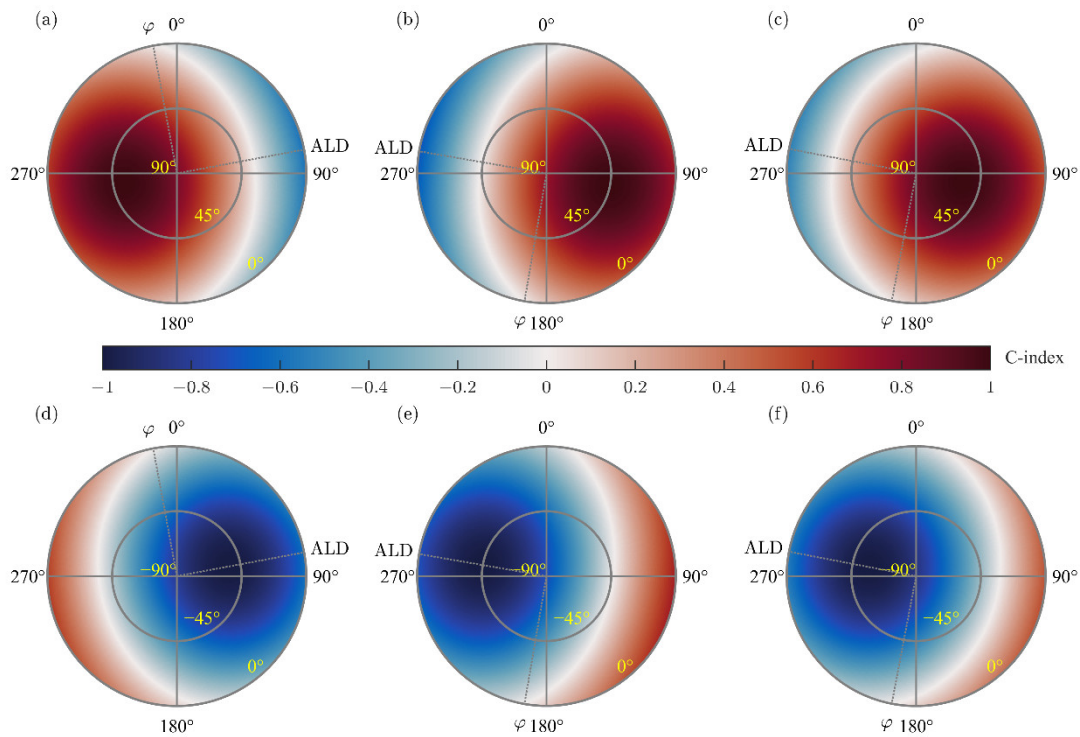 (a) φ 0°
(b) 0°
(c) 0°
90° ALD
270° 90°
45°
0°
180°
ALD 90°
270° 90°
45°
0°
φ 180°
ALD 90°
270° 90°
45°
0°
φ 180°
C-index
−1 −0.8 −0.6 −0.4 −0.2 0 0.2 0.4 0.6 0.8 1
(d) φ 0°
(e) 0°
(f) 0°
−90° ALD
270° 90°
−45°
0°
180°
ALD −90°
270° 90°
−45°
0°
φ 180°
ALD −90°
270° 90°
−45°
0°
φ 180°